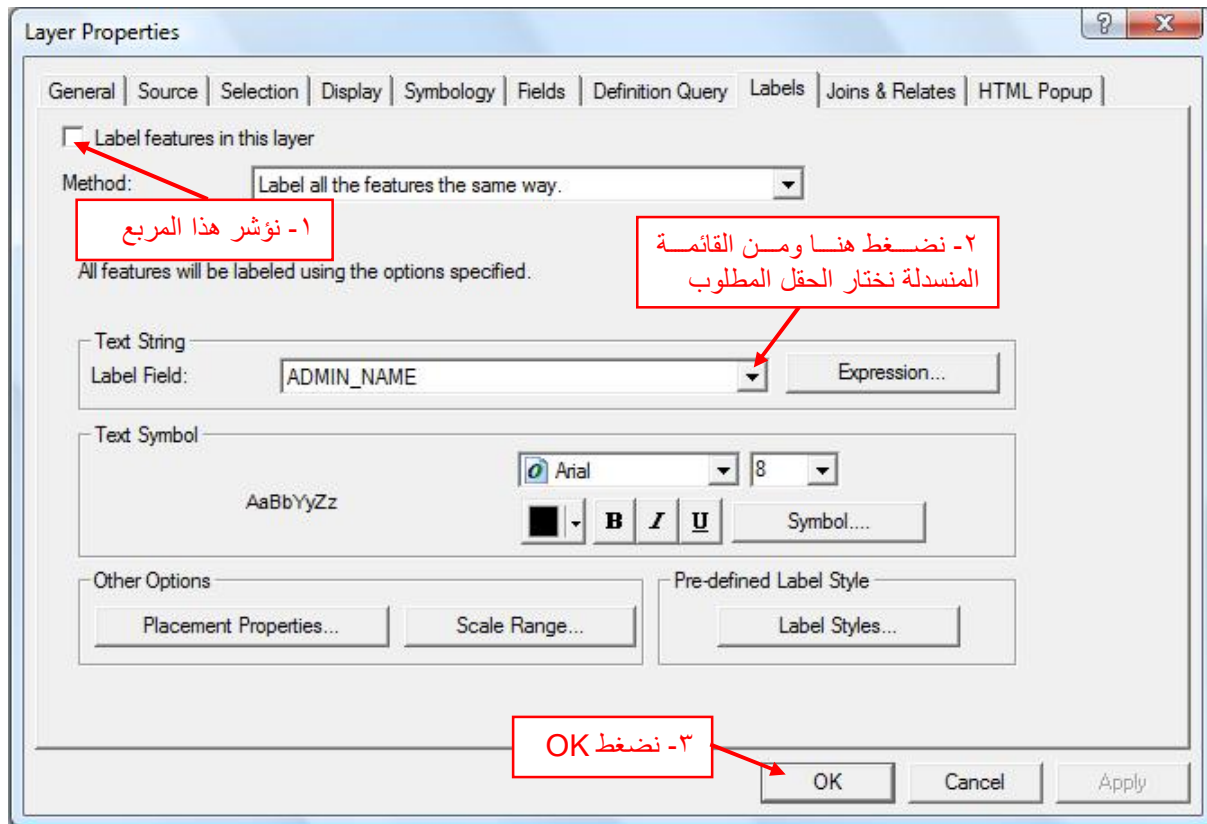 Layer Properties
General
Source
Selection
Display
Symbology
Fields
Definition Query
Labels
Joins & Relates
HTML Popup
Label features in this layer
Method:
Label all the features the same way.
١- نؤشر هذا المربع
٢- نضغط هنا ومن القائمة
المنسدلة نختار الحقل المطلوب
All features will be labeled using the options specified.
Text String
Label Field:
ADMIN_NAME
Expression...
Text Symbol
AaBbYyZz
Arial
8
B I U
Symbol....
Other Options
Placement Properties...
Scale Range...
Pre-defined Label Style
Label Styles...
٣- نضغط OK
OK
Cancel
Apply